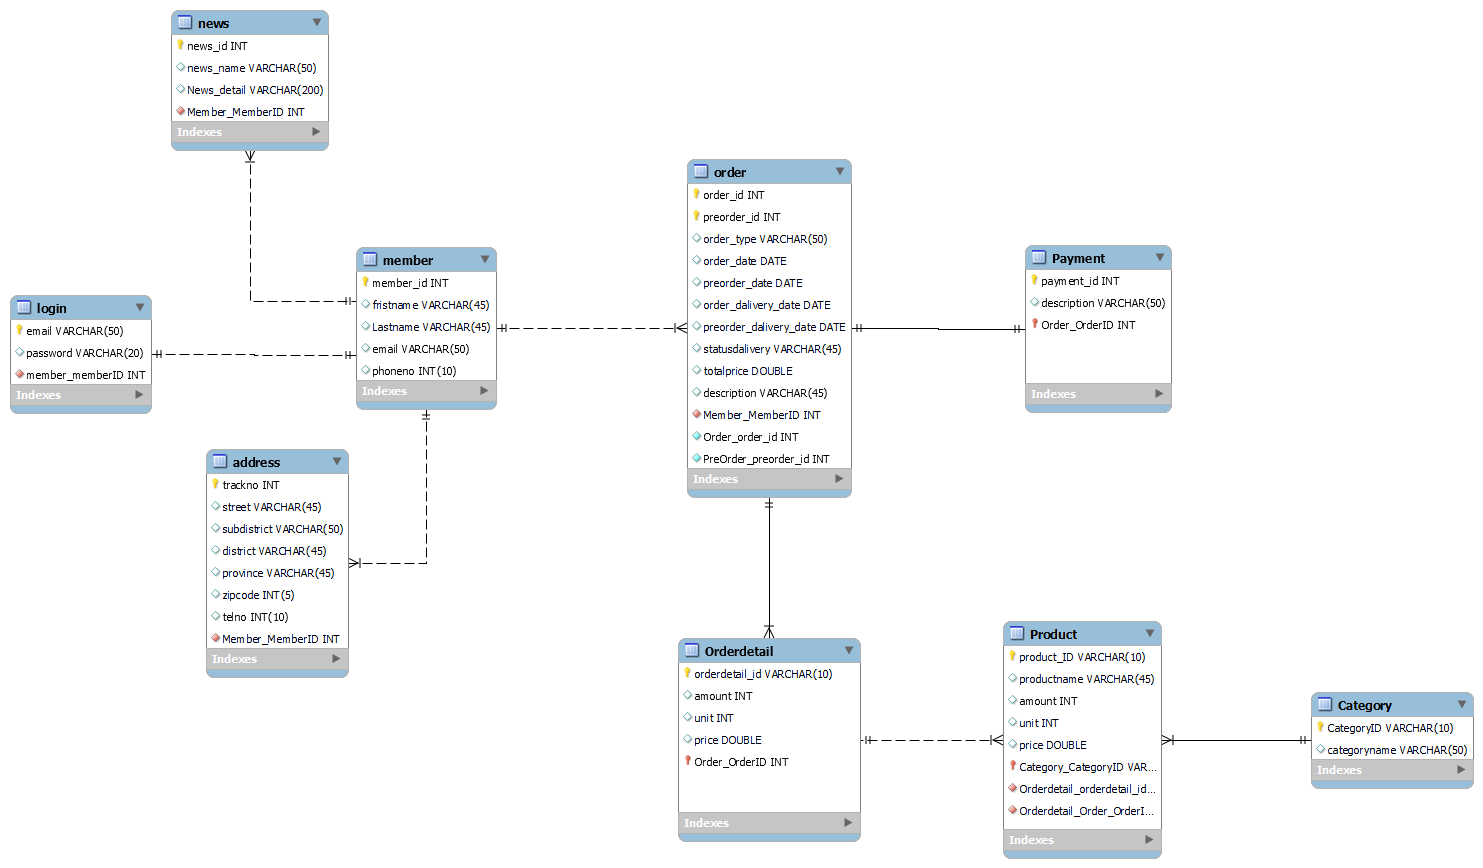 news
news_id INT
news_name VARCHAR(50)
News_detail VARCHAR(200)
Member_MemberID INT
Indexes
login
email VARCHAR(50)
password VARCHAR(20)
member_memberID INT
Indexes
member
member_id INT
fristname VARCHAR(45)
Lastname VARCHAR(45)
email VARCHAR(50)
phoneno INT(10)
Indexes
address
trackno INT
street VARCHAR(45)
subdistrict VARCHAR(50)
district VARCHAR(45)
province VARCHAR(45)
zipcode INT(5)
telno INT(10)
Member_MemberID INT
Indexes
order
order_id INT
preorder_id INT
order_type VARCHAR(50)
order_date DATE
preorder_date DATE
order_dalivery_date DATE
preorder_dalivery_date DATE
statusdalivery VARCHAR(45)
totalprice DOUBLE
description VARCHAR(45)
Member_MemberID INT
Order_order_id INT
PreOrder_preorder_id INT
Indexes
Payment
payment_id INT
description VARCHAR(50)
Order_OrderID INT
Indexes
Orderdetail
orderdetail_id VARCHAR(10)
amount INT
unit INT
price DOUBLE
Order_OrderID INT
Indexes
Product
product_ID VARCHAR(10)
productname VARCHAR(45)
amount INT
unit INT
price DOUBLE
Category_CategoryID VAR...
Orderdetail_orderdetail_id...
Orderdetail_Order_OrderI...
Indexes
Category
CategoryID VARCHAR(10)
categoryname VARCHAR(50)
Indexes